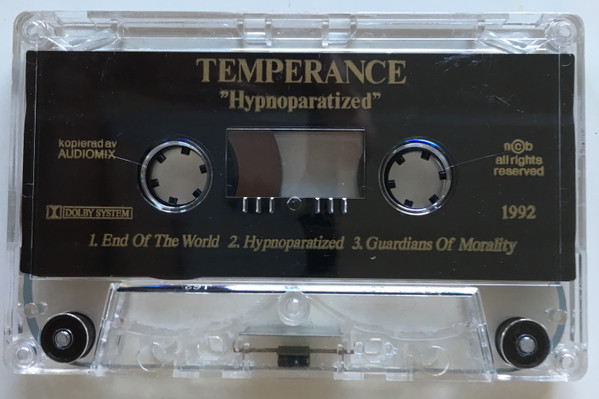 TEMPERANCE
"Hypnoparatized"
kopierad av
AUDIOMIX
n©b
all rights
reserved
DOLBY SYSTEM
1992
1. End Of The World 2. Hypnoparatized 3. Guardians Of Morality